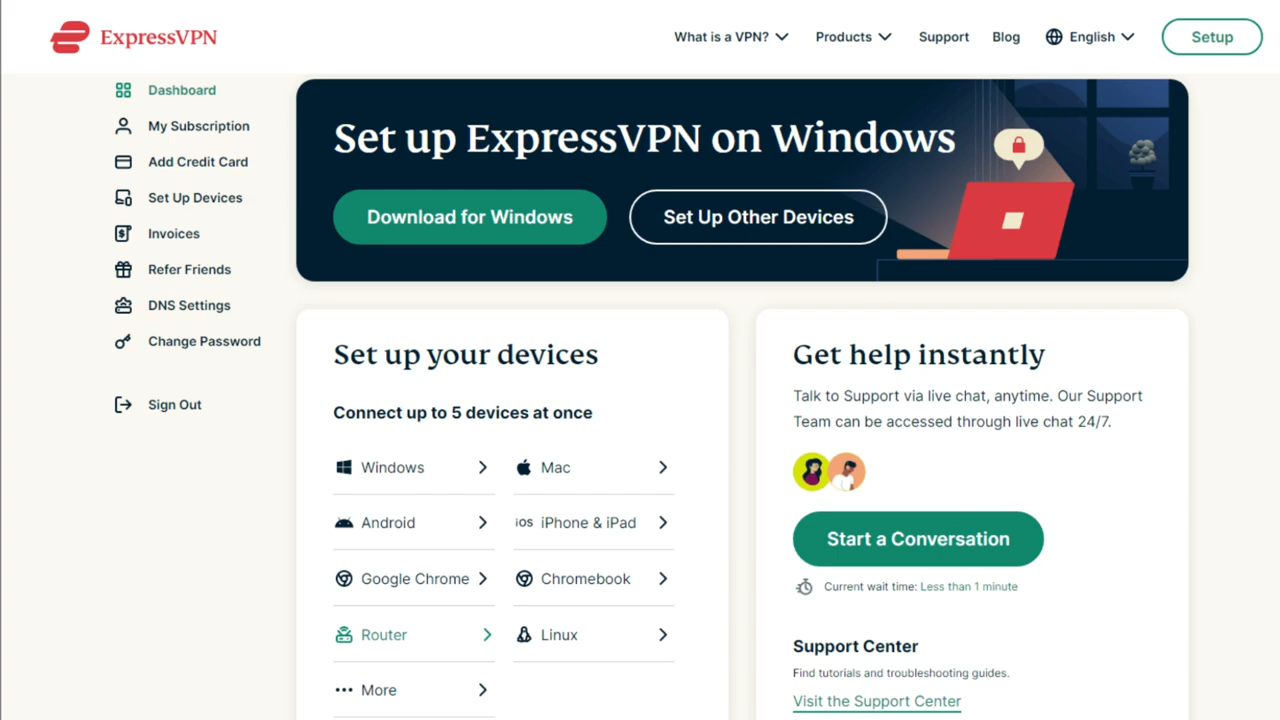 ExpressVPN
What is a VPN?
Products
Support
Blog
English
Setup
Dashboard
My Subscription
Add Credit Card
Set Up Devices
Invoices
Refer Friends
DNS Settings
Change Password
Sign Out
Set up ExpressVPN on Windows
Download for Windows
Set Up Other Devices
Set up your devices
Connect up to 5 devices at once
Windows
Mac
Android
iOS iPhone & iPad
Google Chrome
Chromebook
Router
Linux
More
Get help instantly
Talk to Support via live chat, anytime. Our Support
Team can be accessed through live chat 24/7.
Start a Conversation
Current wait time: Less than 1 minute
Support Center
Find tutorials and troubleshooting guides.
Visit the Support Center